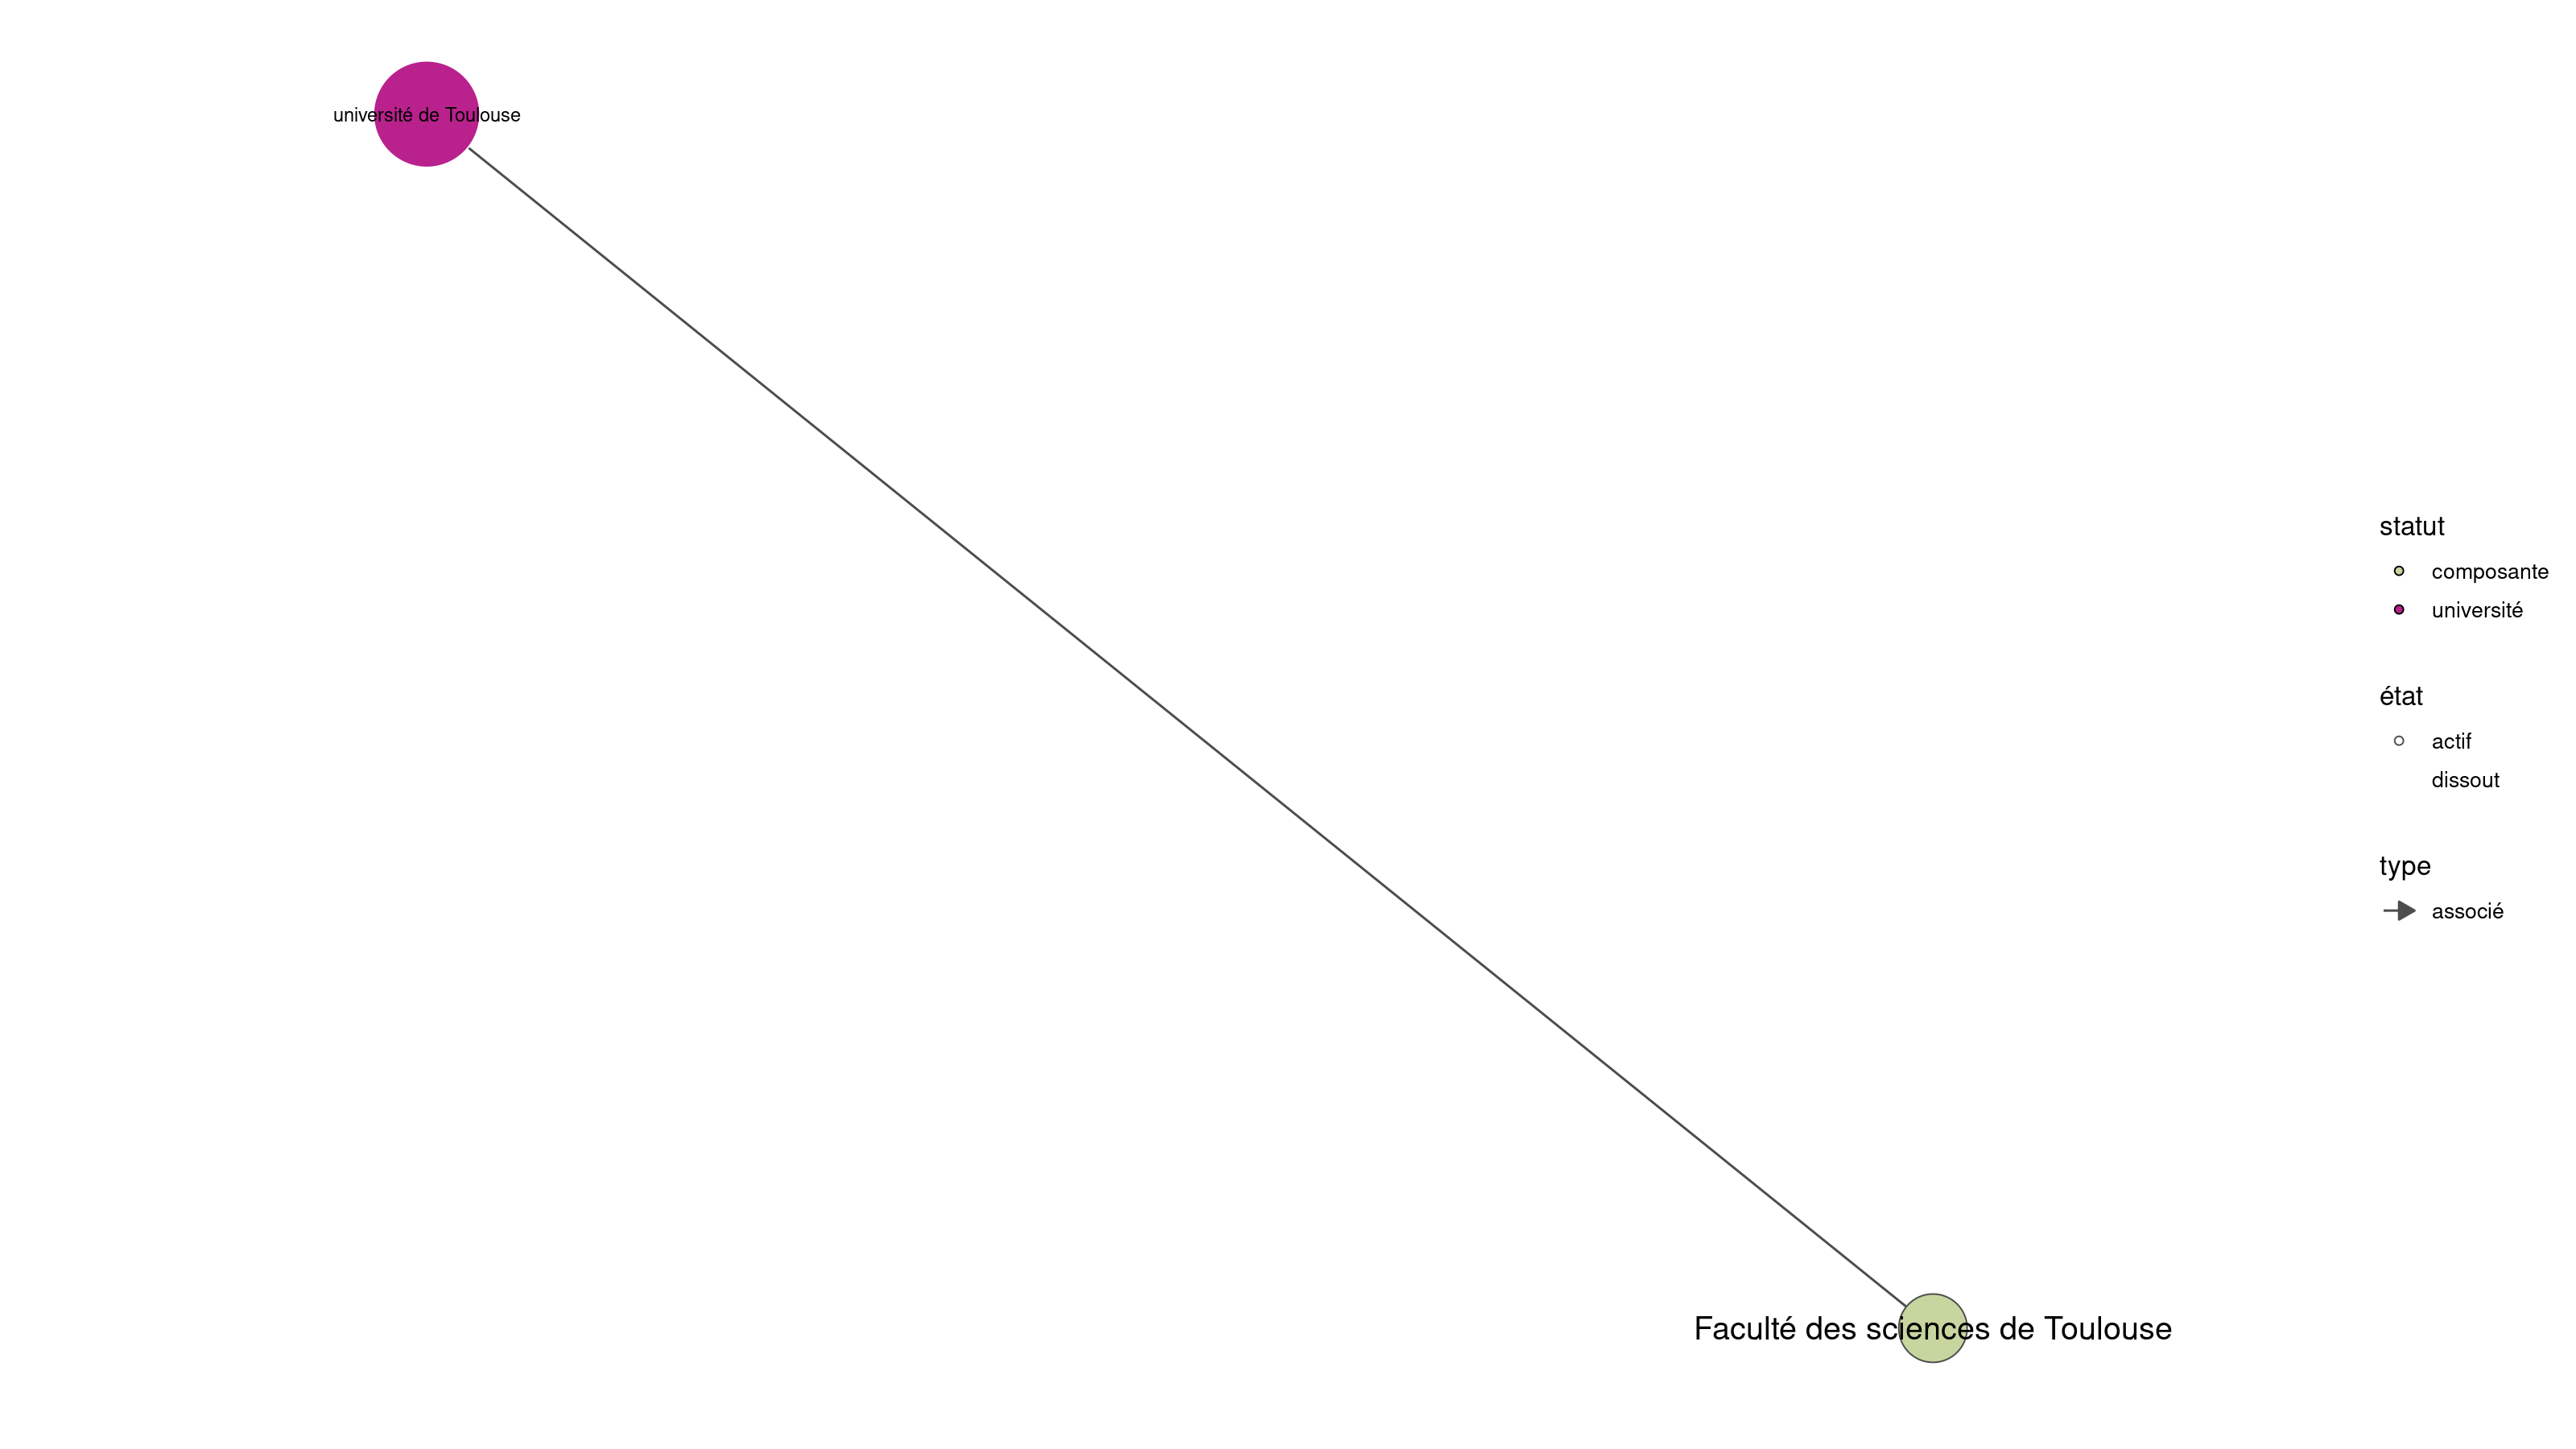 université de Toulouse
statut
composante
université
état
actif
dissout
type
associé
Faculté des sciences de Toulouse